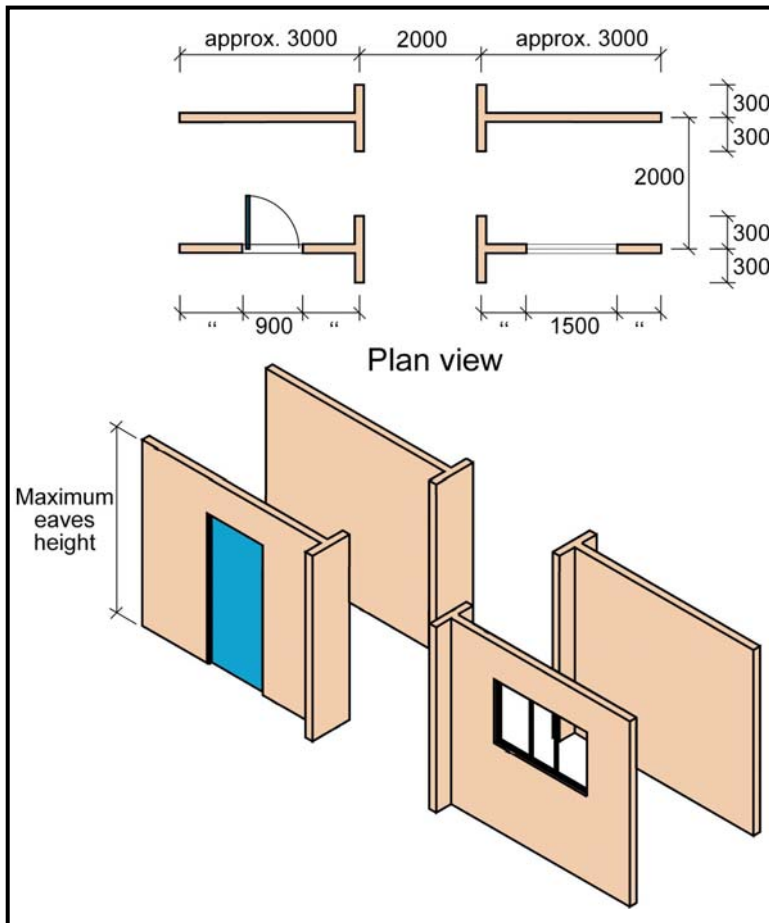 approx. 3000 2000 approx. 3000
300
300
2000
300
300
“ 900 “ “ 1500 “
Plan view
Maximum
eaves
height